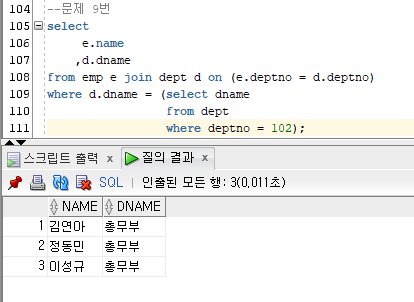 104
105 --문제 9번
select
106 e.name
107 ,d.dname
108 from emp e join dept d on (e.deptno = d.deptno)
109 where d.dname = (select dname
110 from dept
111 where deptno = 102);
스크립트 출력 x 질의 결과 x
SQL | 인출된 모든 행: 3(0,011초)
NAME DNAME
1 김연아 총무부
2 정동민 총무부
3 이성규 총무부